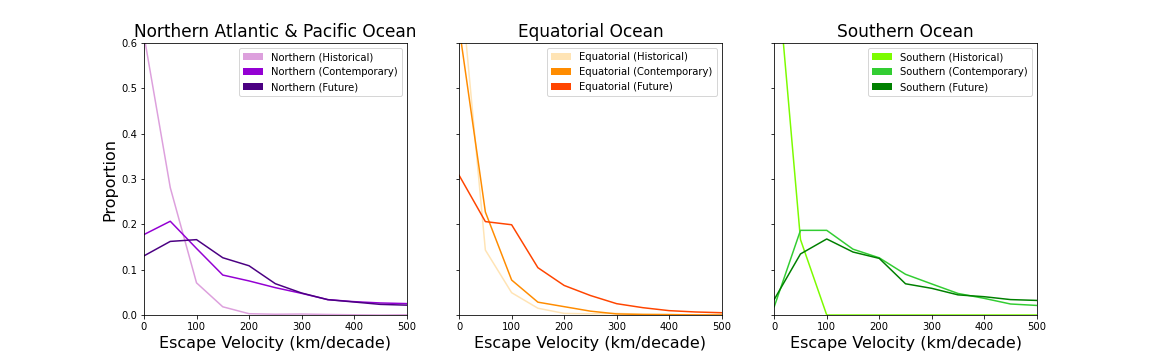 Northern Atlantic & Pacific Ocean
Equatorial Ocean
Southern Ocean
Northern (Historical)
Northern (Contemporary)
Northern (Future)
Equatorial (Historical)
Equatorial (Contemporary)
Equatorial (Future)
Southern (Historical)
Southern (Contemporary)
Southern (Future)
Proportion
0.6
0.5
0.4
0.3
0.2
0.1
0.0
0 100 200 300 400 500
0 100 200 300 400 500
0 100 200 300 400 500
Escape Velocity (km/decade)
Escape Velocity (km/decade)
Escape Velocity (km/decade)